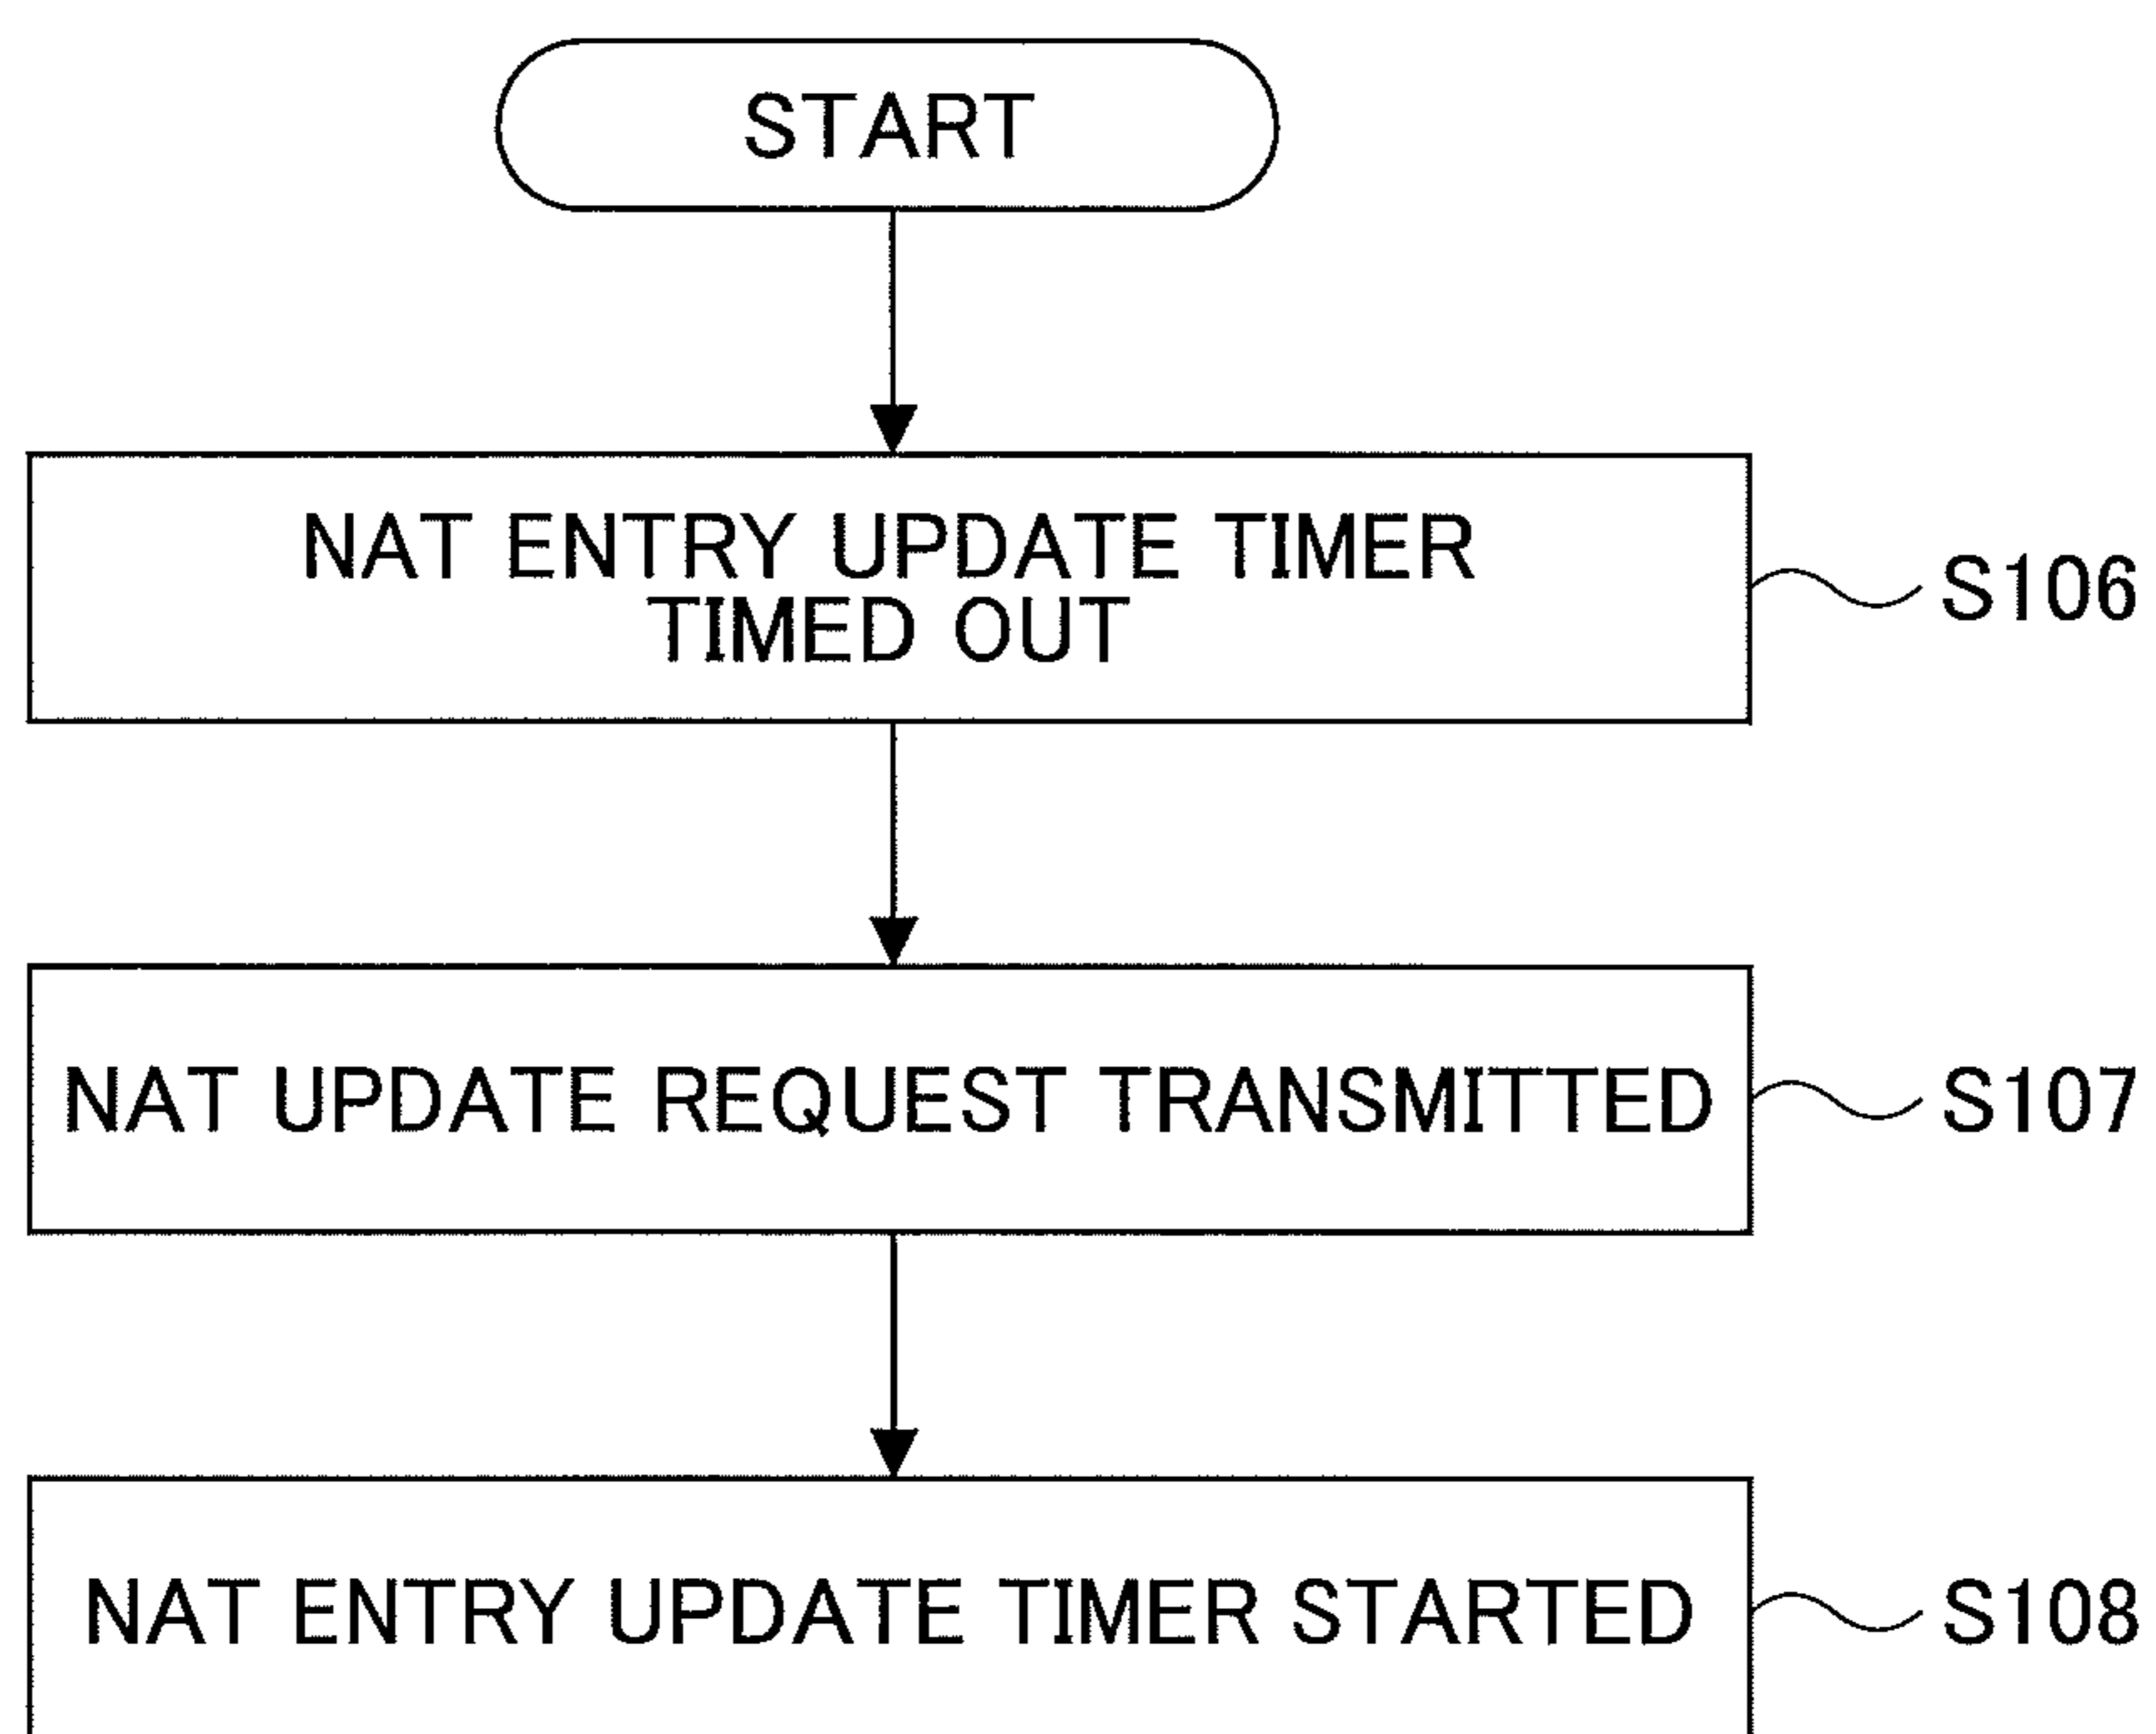 START
NAT ENTRY UPDATE TIMER
TIMED OUT
S106
NAT UPDATE REQUEST TRANSMITTED
S107
NAT ENTRY UPDATE TIMER STARTED
S108